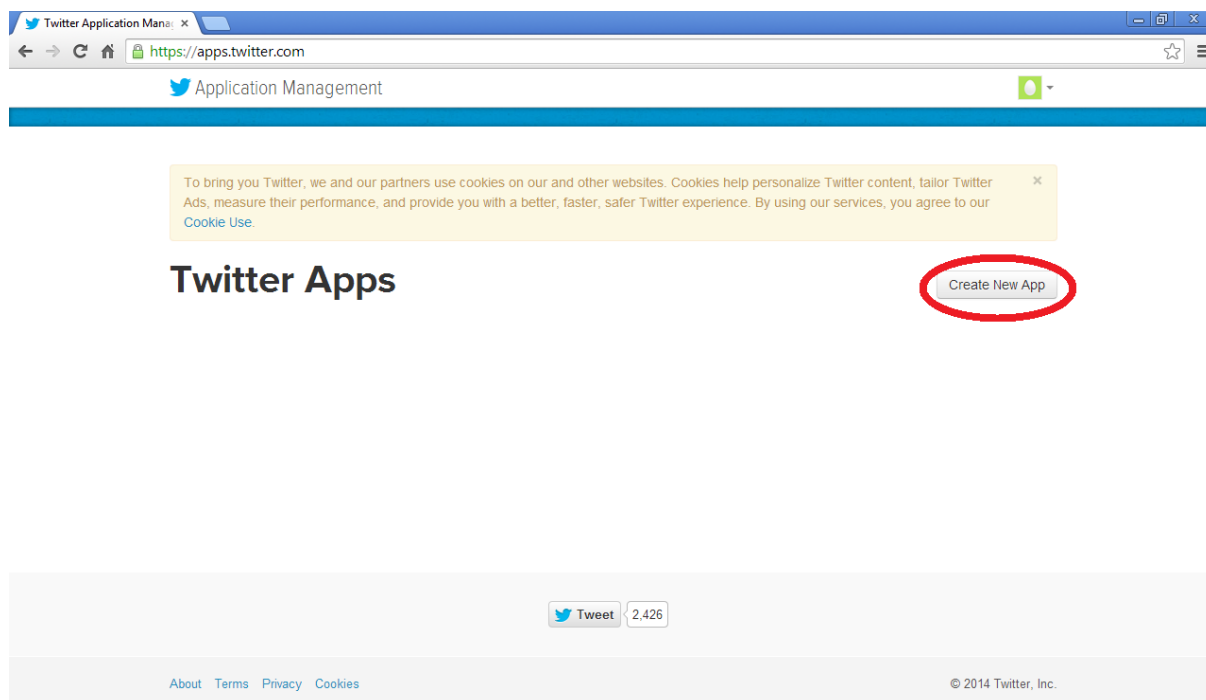 Twitter Application Mana
https://apps.twitter.com
Application Management
To bring you Twitter, we and our partners use cookies on our and other websites. Cookies help personalize Twitter content, tailor Twitter
Ads, measure their performance, and provide you with a better, faster, safer Twitter experience. By using our services, you agree to our
Cookie Use.
Twitter Apps
Create New App
Tweet 2,426
About Terms Privacy Cookies © 2014 Twitter, Inc.